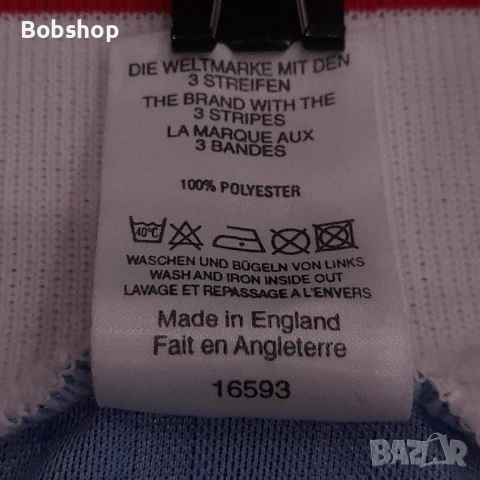 Bobshop
DIE WELTMARKE MIT DEN
3 STREIFEN
THE BRAND WITH THE
3 STRIPES
LA MARQUE AUX
3 BANDES
100% POLYESTER
40°C
WASCHEN UND BÜGELN VON LINKS
WASH AND IRON INSIDE OUT
LAVAGE ET REPASSAGE A L'ENVERS
Made in England
Fait en Angleterre
16593
BAZAR